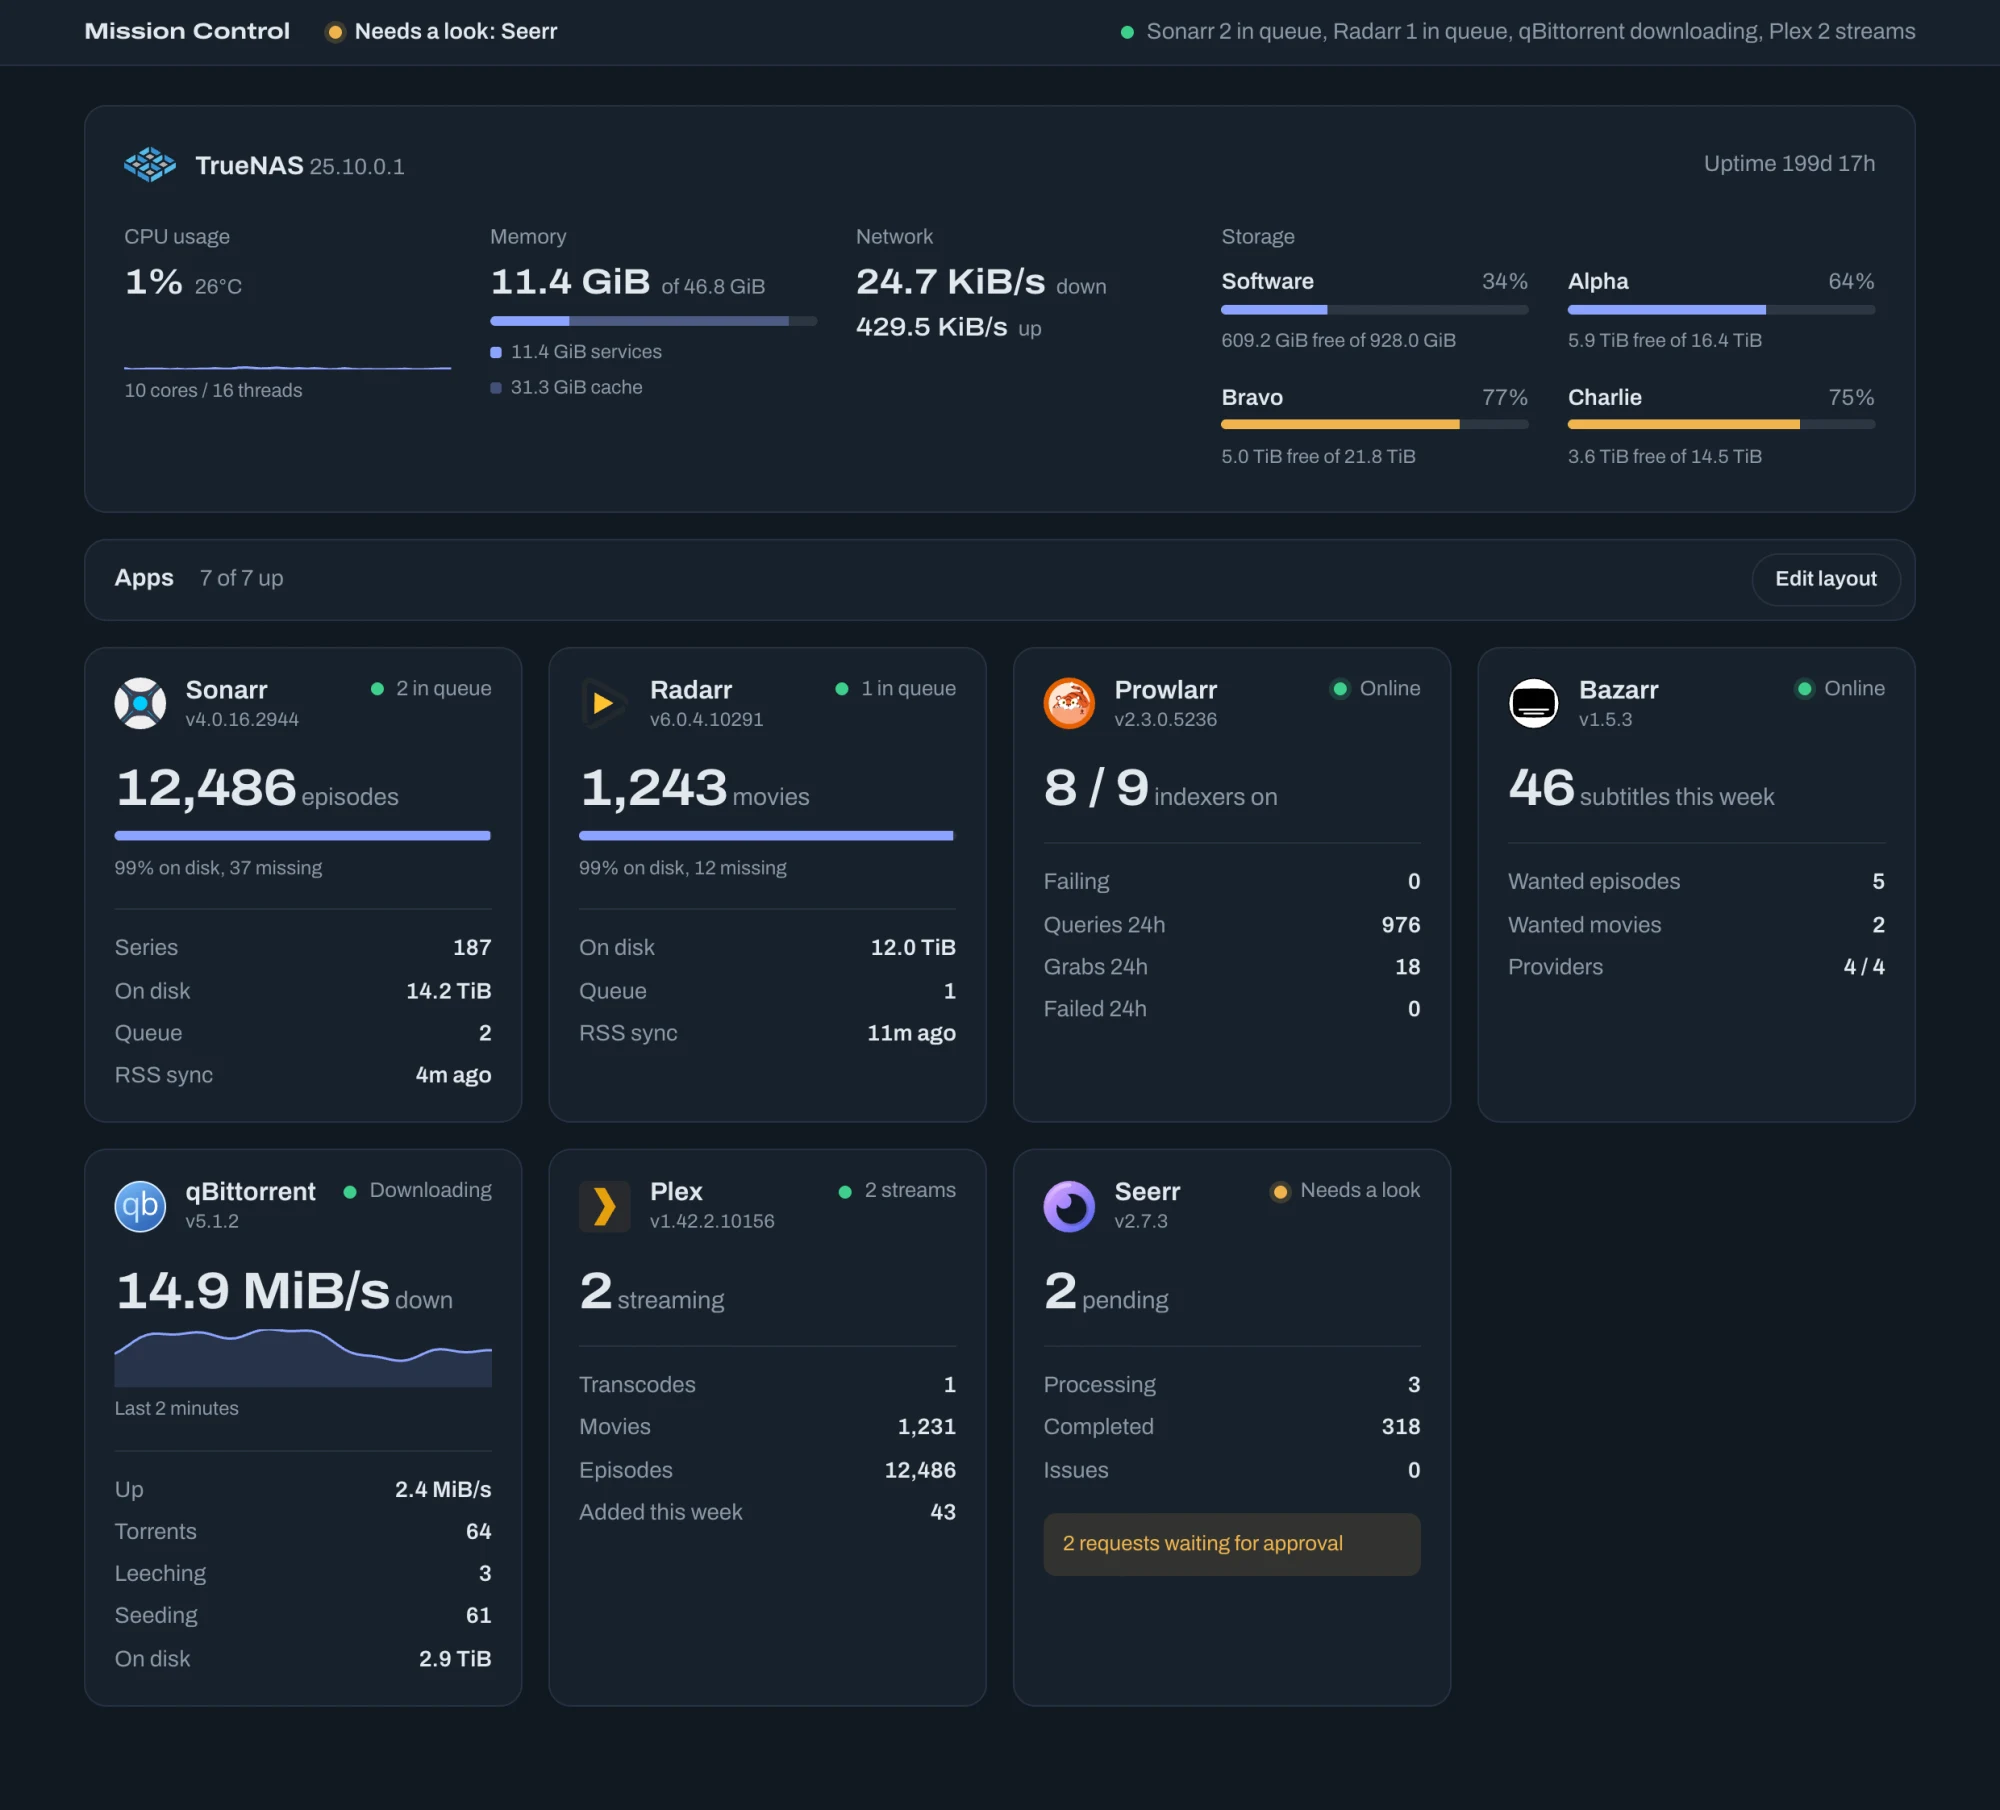 Mission Control
Needs a look: Seerr
Sonarr 2 in queue, Radarr 1 in queue, qBittorrent downloading, Plex 2 streams
TrueNAS 25.10.0.1
Uptime 199d 17h
CPU usage
1% 26°C
10 cores / 16 threads
Memory
11.4 GiB of 46.8 GiB
11.4 GiB services
31.3 GiB cache
Network
24.7 KiB/s down
429.5 KiB/s up
Storage
Software 34%
609.2 GiB free of 928.0 GiB
Alpha 64%
5.9 TiB free of 16.4 TiB
Bravo 77%
5.0 TiB free of 21.8 TiB
Charlie 75%
3.6 TiB free of 14.5 TiB
Apps 7 of 7 up
Edit layout
Sonarr 2 in queue
v4.0.16.2944
12,486 episodes
99% on disk, 37 missing
Series 187
On disk 14.2 TiB
Queue 2
RSS sync 4m ago
Radarr 1 in queue
v6.0.4.10291
1,243 movies
99% on disk, 12 missing
On disk 12.0 TiB
Queue 1
RSS sync 11m ago
Prowlarr Online
v2.3.0.5236
8 / 9 indexers on
Failing 0
Queries 24h 976
Grabs 24h 18
Failed 24h 0
Bazarr Online
v1.5.3
46 subtitles this week
Wanted episodes 5
Wanted movies 2
Providers 4 / 4
qb
qBittorrent Downloading
v5.1.2
14.9 MiB/s down
Last 2 minutes
Up 2.4 MiB/s
Torrents 64
Leeching 3
Seeding 61
On disk 2.9 TiB
Plex 2 streams
v1.42.2.10156
2 streaming
Transcodes 1
Movies 1,231
Episodes 12,486
Added this week 43
Seerr Needs a look
v2.7.3
2 pending
Processing 3
Completed 318
Issues 0
2 requests waiting for approval